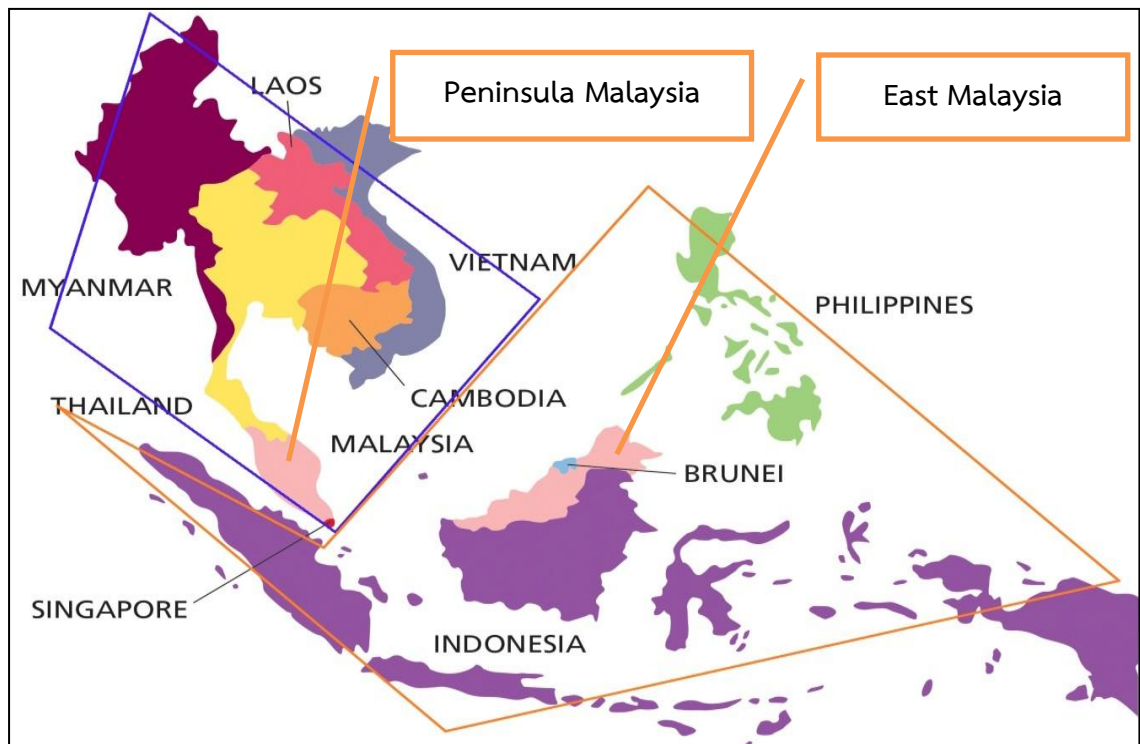 LAOS
Peninsula Malaysia
East Malaysia
VIETNAM
MYANMAR
PHILIPPINES
CAMBODIA
THAILAND
MALAYSIA
BRUNEI
SINGAPORE
INDONESIA